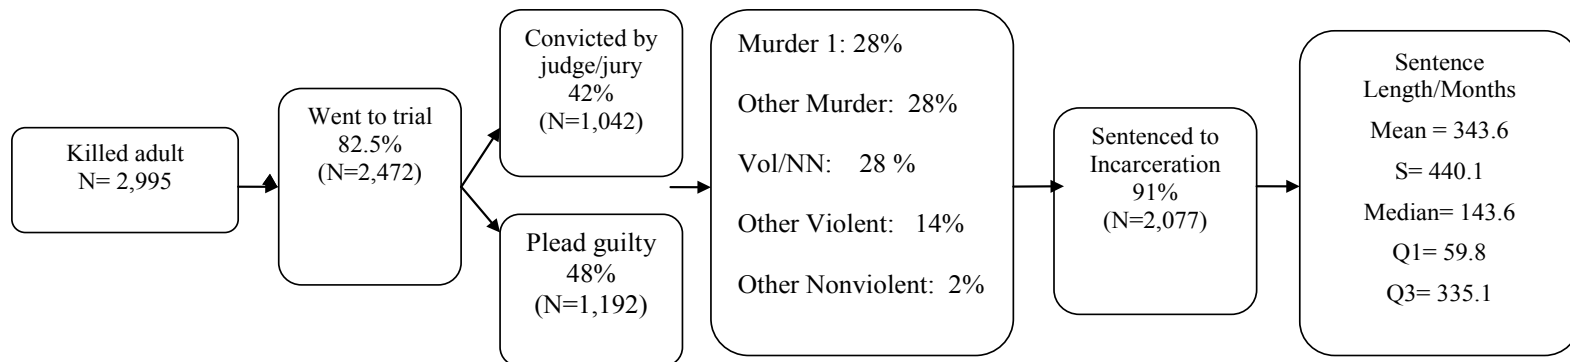 Killed adult
N= 2,995
Went to trial
82.5%
(N=2,472)
Convicted by
judge/jury
42%
(N=1,042)
Plead guilty
48%
(N=1,192)
Murder 1: 28%
Other Murder:  28%
Vol/NN:   28 %
Other Violent:   14%
Other Nonviolent:  2%
Sentenced to
Incarceration
91%
(N=2,077)
Sentence
Length/Months
Mean = 343.6
S= 440.1
Median= 143.6
Q1= 59.8
Q3= 335.1